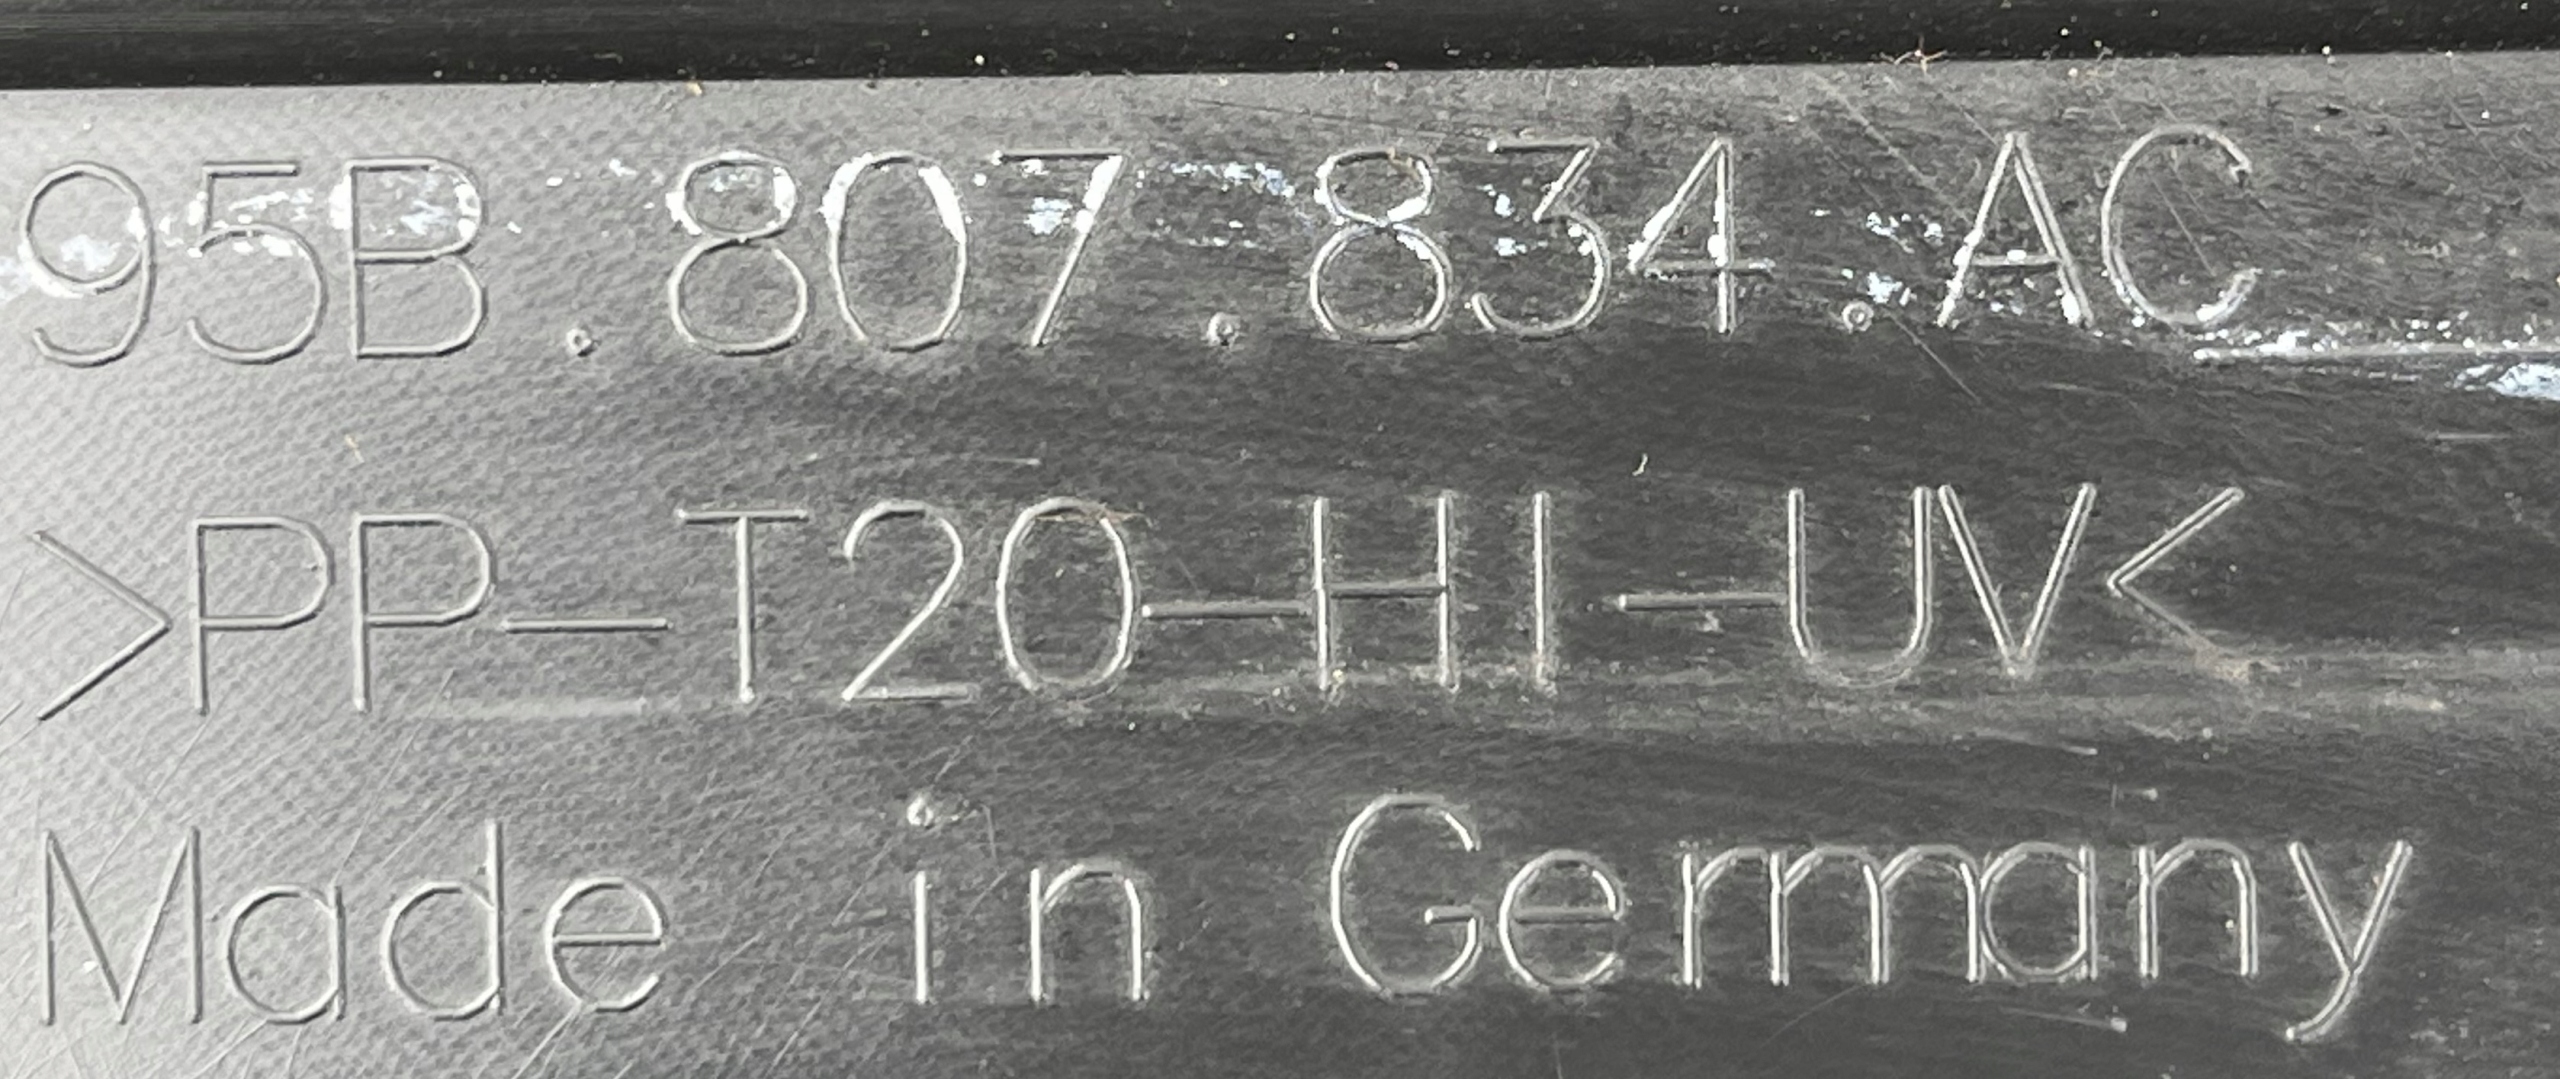 95B.807.834.AC
>PP-T20-HI-UV<
Made in Germany